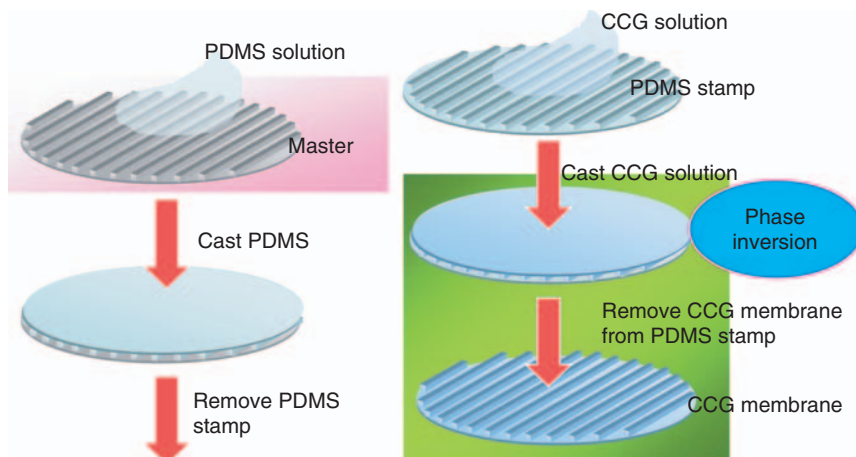 PDMS solution
Master
Cast PDMS
Remove PDMS
stamp
CCG solution
PDMS stamp
Cast CCG solution
Phase
inversion
Remove CCG membrane
from PDMS stamp
CCG membrane